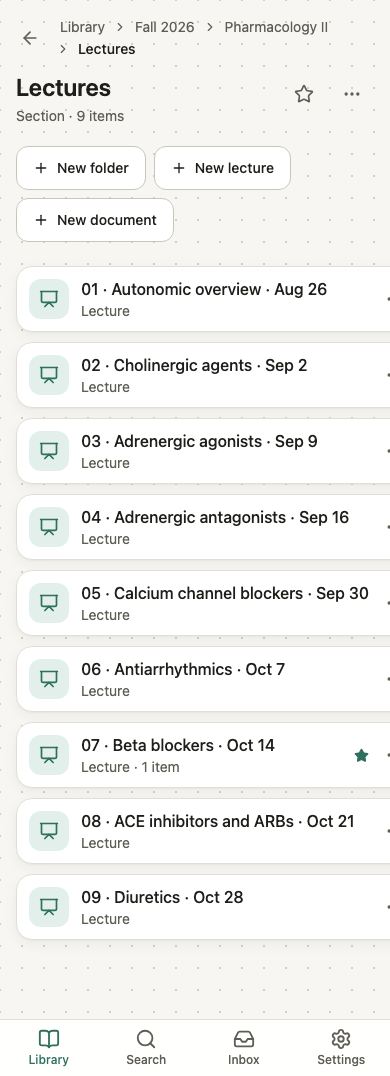 Library > Fall 2026 > Pharmacology II
> Lectures
Lectures
Section · 9 items
+ New folder
+ New lecture
+ New document
01 · Autonomic overview · Aug 26
Lecture
02 · Cholinergic agents · Sep 2
Lecture
03 · Adrenergic agonists · Sep 9
Lecture
04 · Adrenergic antagonists · Sep 16
Lecture
05 · Calcium channel blockers · Sep 30
Lecture
06 · Antiarrhythmics · Oct 7
Lecture
07 · Beta blockers · Oct 14
Lecture · 1 item
08 · ACE inhibitors and ARBs · Oct 21
Lecture
09 · Diuretics · Oct 28
Lecture
Library
Search
Inbox
Settings